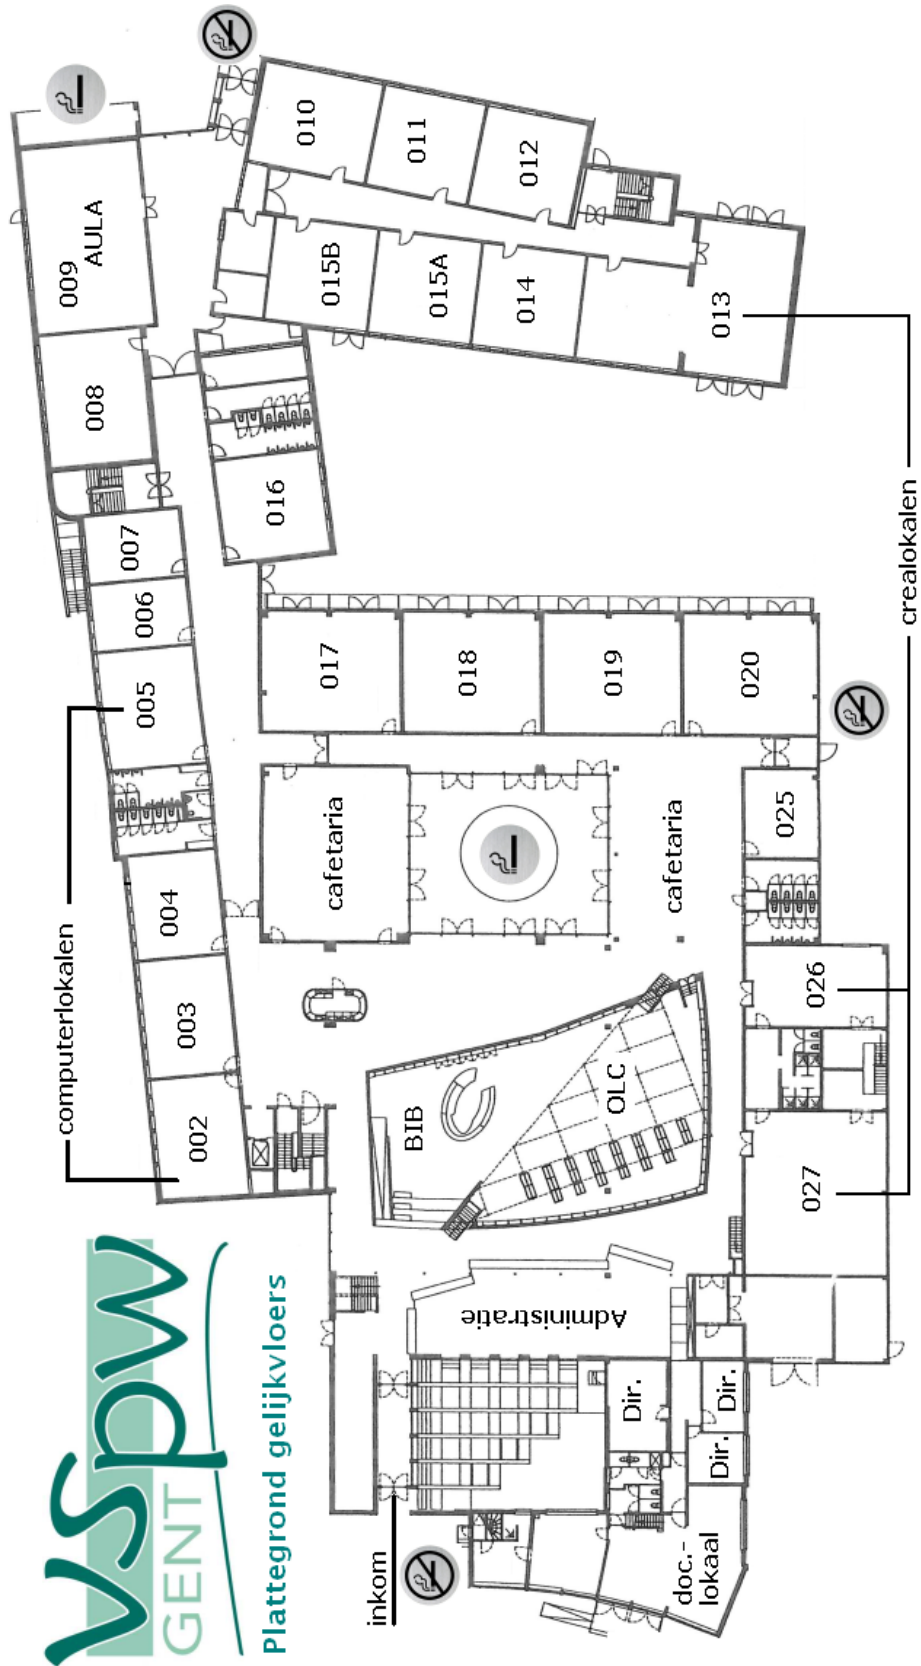 vspw
GENT
Plattegrond gelijkvloers
computerlokalen
002
003
004
005
006
007
008
009
AULA
010
011
012
013
014
015A
015B
016
017
018
019
020
cafetaria
cafetaria
025
026
027
crealokalen
BIB
OLC
Administratie
Dir.
Dir.
Dir.
doc.-
lokaal
inkom